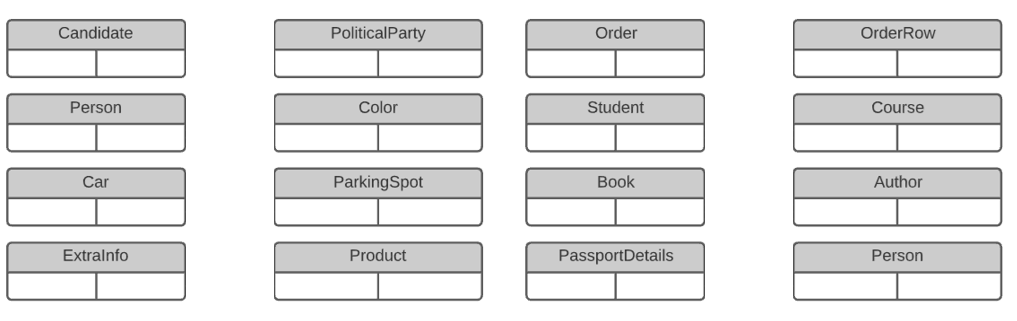 Candidate
PoliticalParty
Order
OrderRow
Person
Color
Student
Course
Car
ParkingSpot
Book
Author
ExtraInfo
Product
PassportDetails
Person